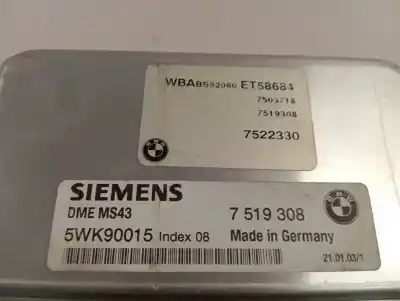 WBABS52060 ET58684
7503718
7519308
7522330
SIEMENS
DME MS43 7 519 308
5WK90015 Index 08 Made in Germany
21.01.03/1